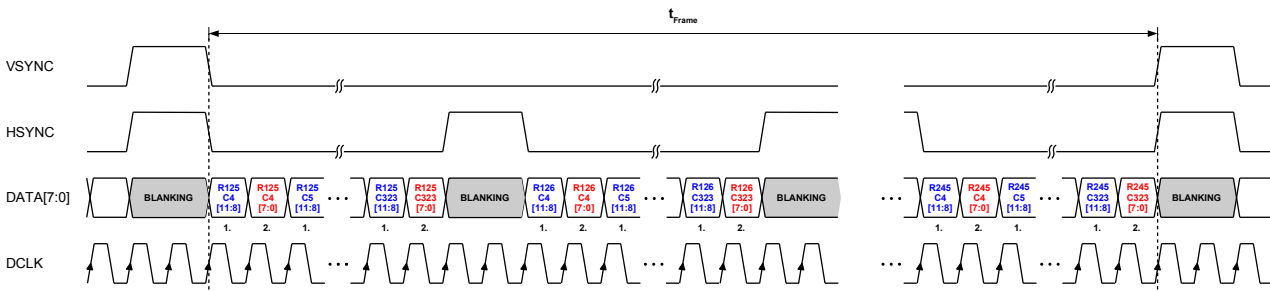 t_Frame
VSYNC
HSYNC
DATA[7:0] BLANKING R125 C4 [11:8] R125 C4 [7:0] R125 C5 [11:8] ••• R125 C323 [11:8] R125 C323 [7:0] BLANKING R126 C4 [11:8] R126 C4 [7:0] R126 C5 [11:8] ••• R126 C323 [11:8] R126 C323 [7:0] BLANKING ••• R245 C4 [11:8] R245 C4 [7:0] R245 C5 [11:8] ••• R245 C323 [11:8] R245 C323 [7:0] BLANKING
1. 2. 1. 1. 2. 1. 2. 1. 1. 2. 1. 2. 1. 1. 2.
DCLK ••• ••• ••• •••